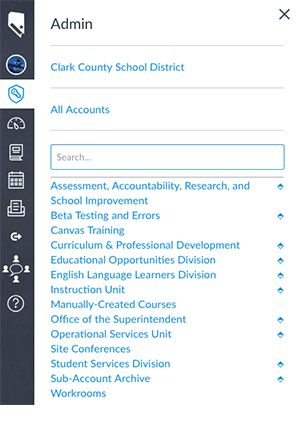 Admin
Clark County School District
All Accounts
Search...
Assessment, Accountability, Research, and
School Improvement
Beta Testing and Errors
Canvas Training
Curriculum & Professional Development
Educational Opportunities Division
English Language Learners Division
Instruction Unit
Manually-Created Courses
Office of the Superintendent
Operational Services Unit
Site Conferences
Student Services Division
Sub-Account Archive
Workrooms